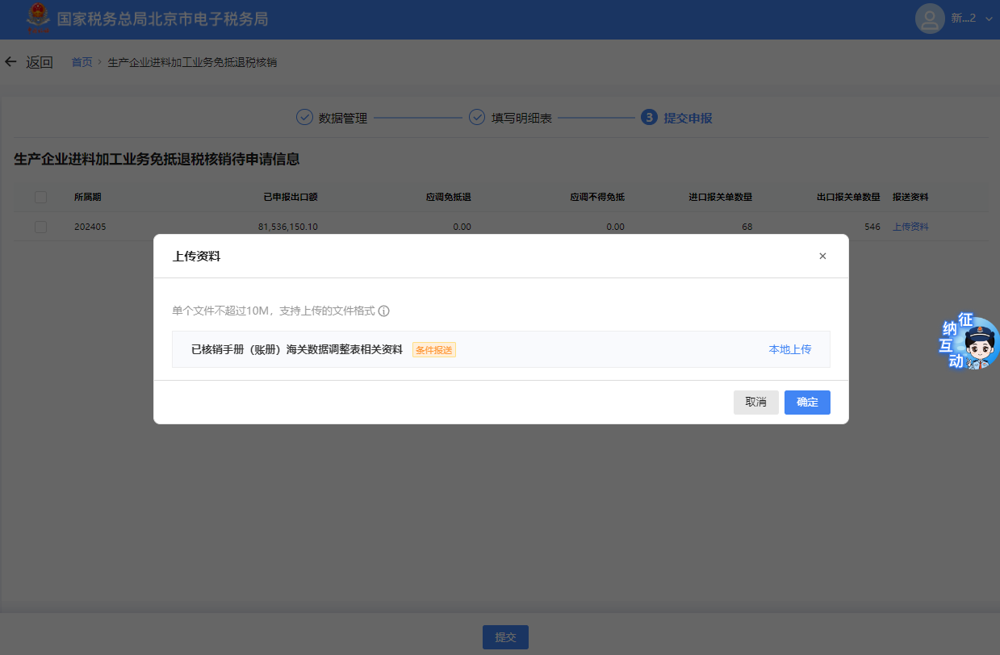 国家税务总局北京市电子税务局
新...2
返回 首页 > 生产企业进料加工业务免抵退税核销
数据管理 填写明细表 3 提交申报
生产企业进料加工业务免抵退税核销待申请信息
所属期 已申报出口额 应调免抵退 应调不得免抵 进口报关单数量 出口报关单数量 报送资料
202405 81,536,150.10 0.00 0.00 68 546 上传资料
上传资料 ×
单个文件不超过10M，支持上传的文件格式
已核销手册（账册）海关数据调整表相关资料 条件报送 本地上传
取消 确定
征纳互动
提交